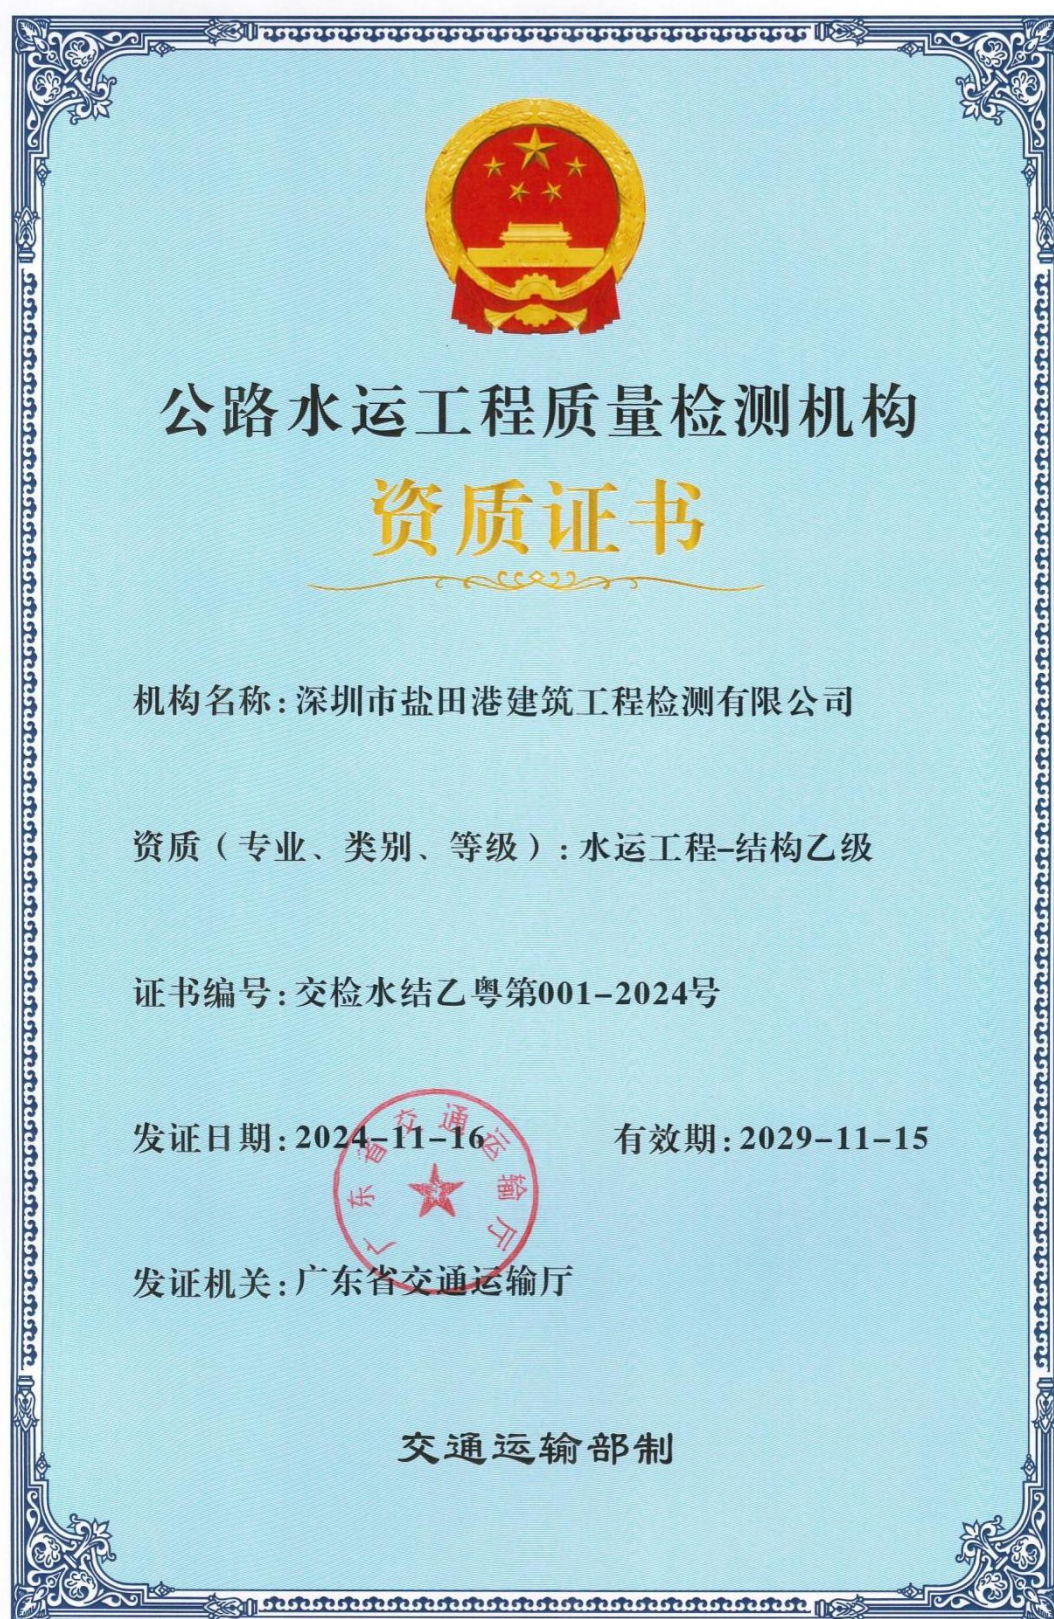 公路水运工程质量检测机构
资质证书
机构名称:深圳市盐田港建筑工程检测有限公司
资质（专业、类别、等级）:水运工程-结构乙级
证书编号:交检水结乙粤第001-2024号
发证日期:2024-11-16 有效期:2029-11-15
广东省交通运输厅
发证机关:广东省交通运输厅
交通运输部制